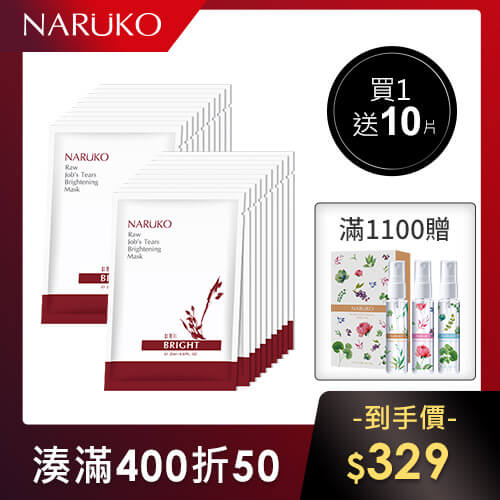 NARUKO
買1
送10片
NARUKO
Raw
Job's Tears
Brightening
Mask
NARUKO
Raw
Job's Tears
Brightening
Mask
BRIGHT
滿1100贈
NARUKO
湊滿400折50
-到手價-
$329